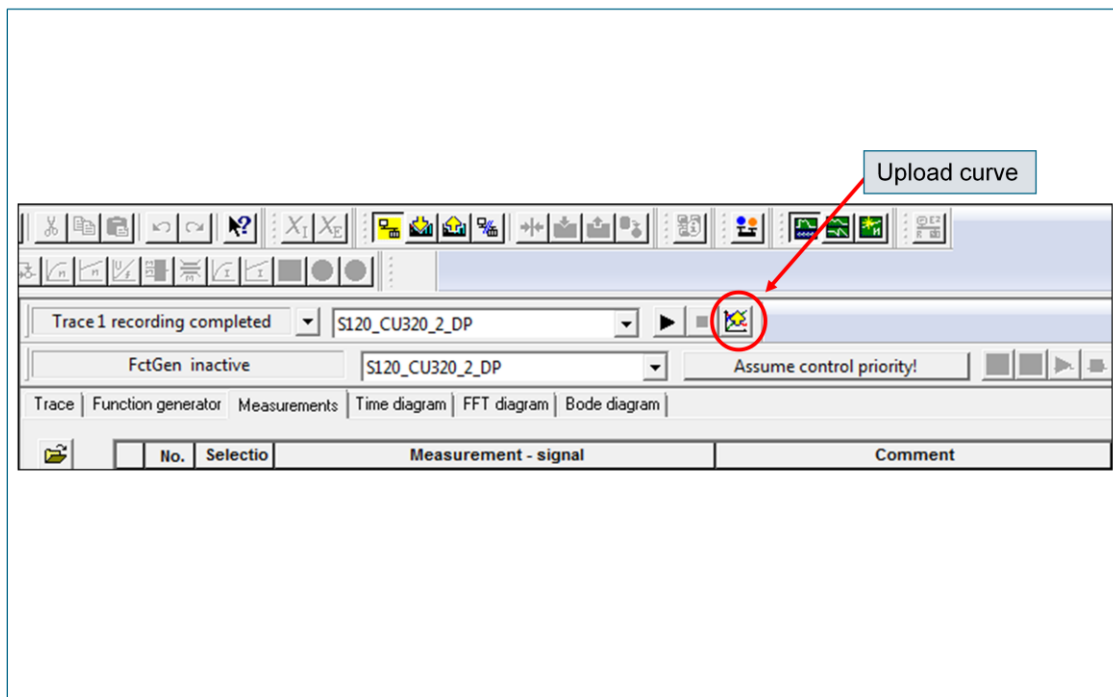 Upload curve
Trace 1 recording completed S120_CU320_2_DP
FctGen inactive S120_CU320_2_DP Assume control priority!
Trace Function generator Measurements Time diagram FFT diagram Bode diagram
No. Selectio Measurement - signal Comment